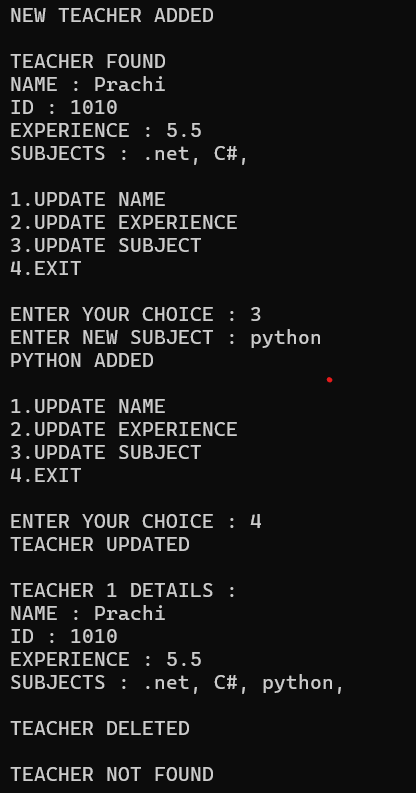 NEW TEACHER ADDED
TEACHER FOUND
NAME : Prachi
ID : 1010
EXPERIENCE : 5.5
SUBJECTS : .net, C#,
1.UPDATE NAME
2.UPDATE EXPERIENCE
3.UPDATE SUBJECT
4.EXIT
ENTER YOUR CHOICE : 3
ENTER NEW SUBJECT : python
PYTHON ADDED
1.UPDATE NAME
2.UPDATE EXPERIENCE
3.UPDATE SUBJECT
4.EXIT
ENTER YOUR CHOICE : 4
TEACHER UPDATED
TEACHER 1 DETAILS :
NAME : Prachi
ID : 1010
EXPERIENCE : 5.5
SUBJECTS : .net, C#, python,
TEACHER DELETED
TEACHER NOT FOUND